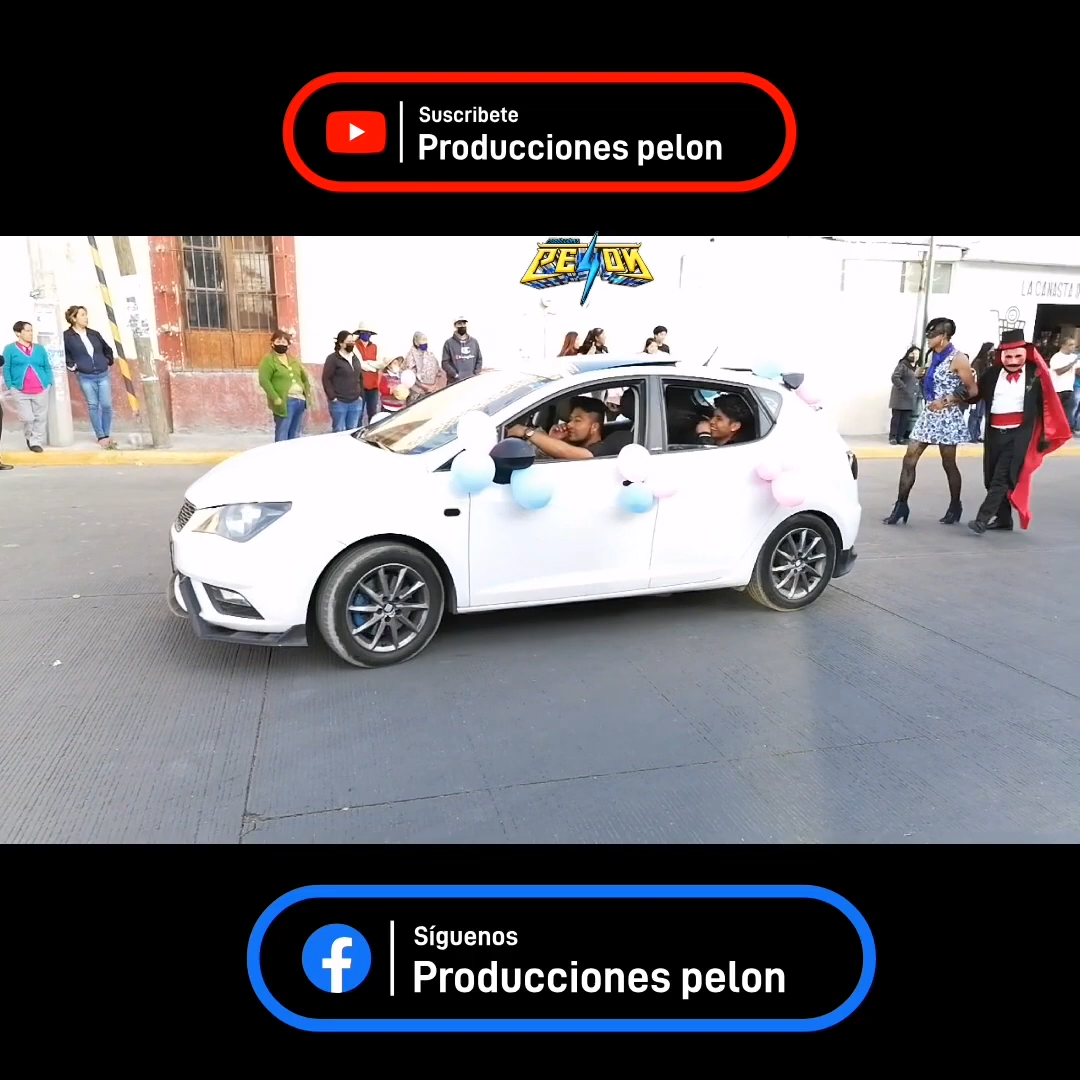 Suscribete
Producciones pelon
PELON
LA CANASTA D
Síguenos
Producciones pelon